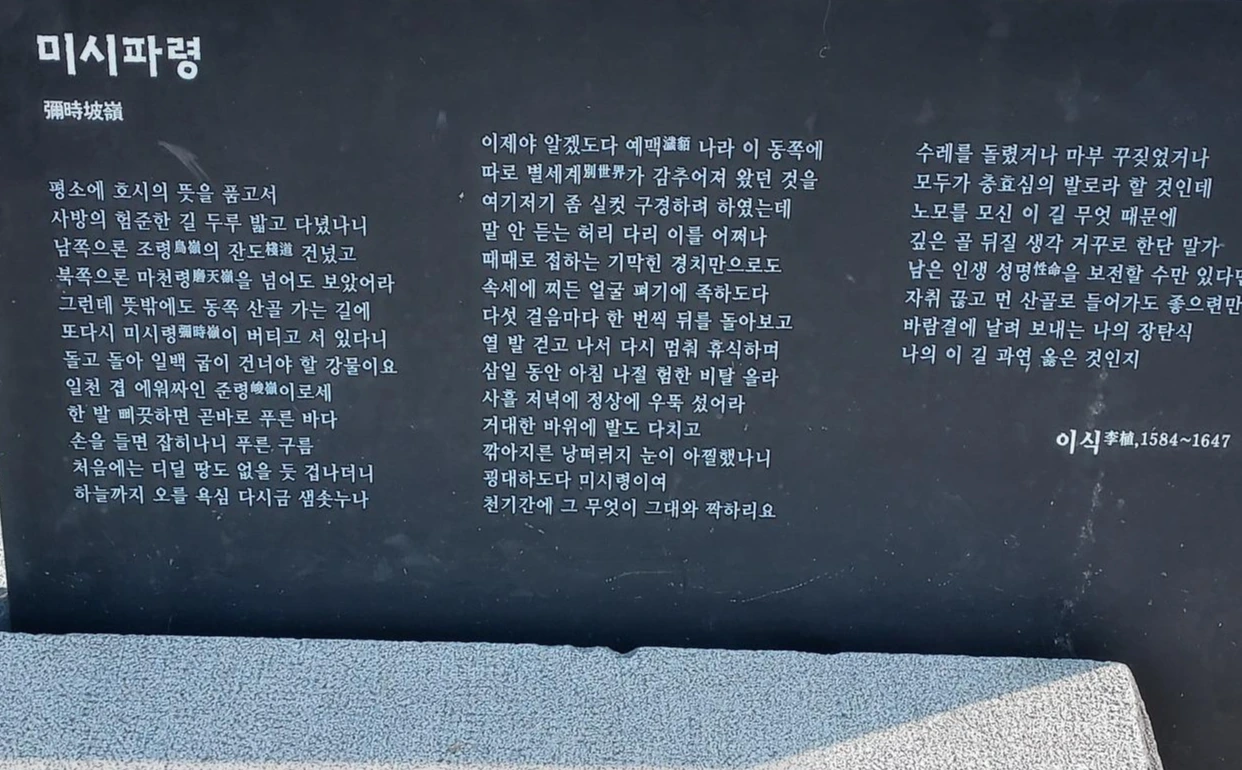 미시파령
彌時坡嶺
평소에 호시의 뜻을 품고서
사방의 험준한 길 두루 밟고 다녔나니
남쪽으론 조령鳥嶺의 잔도棧道 건넜고
북쪽으론 마천령磨天嶺을 넘어도 보았어라
그런데 뜻밖에도 동쪽 산골 가는 길에
또다시 미시령彌時嶺이 버티고 서 있다니
돌고 돌아 일백 굽이 건너야 할 강물이요
일천 겹 에워싸인 준령峻嶺이로세
한 발 삐끗하면 곧바로 푸른 바다
손을 들면 잡히나니 푸른 구름
처음에는 디딜 땅도 없을 듯 겁나더니
하늘까지 오를 욕심 다시금 샘솟누나
이제야 알겠도다 예맥濊貊 나라 이 동쪽에
따로 별세계別世界가 감추어져 왔던 것을
여기저기 좀 실컷 구경하려 하였는데
말 안 듣는 허리 다리 이를 어쩌나
때때로 접하는 기막힌 경치만으로도
속세에 찌든 얼굴 펴기에 족하도다
다섯 걸음마다 한 번씩 뒤를 돌아보고
열 발 걷고 나서 다시 멈춰 휴식하며
삼일 동안 아침 나절 험한 비탈 올라
사흘 저녁에 정상에 우뚝 섰어라
거대한 바위에 발도 다치고
깎아지른 낭떠러지 눈이 아찔했나니
굉대하도다 미시령이여
천기간에 그 무엇이 그대와 짝하리요
수레를 돌렸거나 마부 꾸짖었거나
모두가 충효심의 발로라 할 것인데
노모를 모신 이 길 무엇 때문에
깊은 골 뒤질 생각 거꾸로 한단 말가
남은 인생 성명性命을 보전할 수만 있다면
자취 끊고 먼 산골로 들어가도 좋으련만
바람결에 날려 보내는 나의 장탄식
나의 이 길 과연 옳은 것인지
이식李植,1584~1647